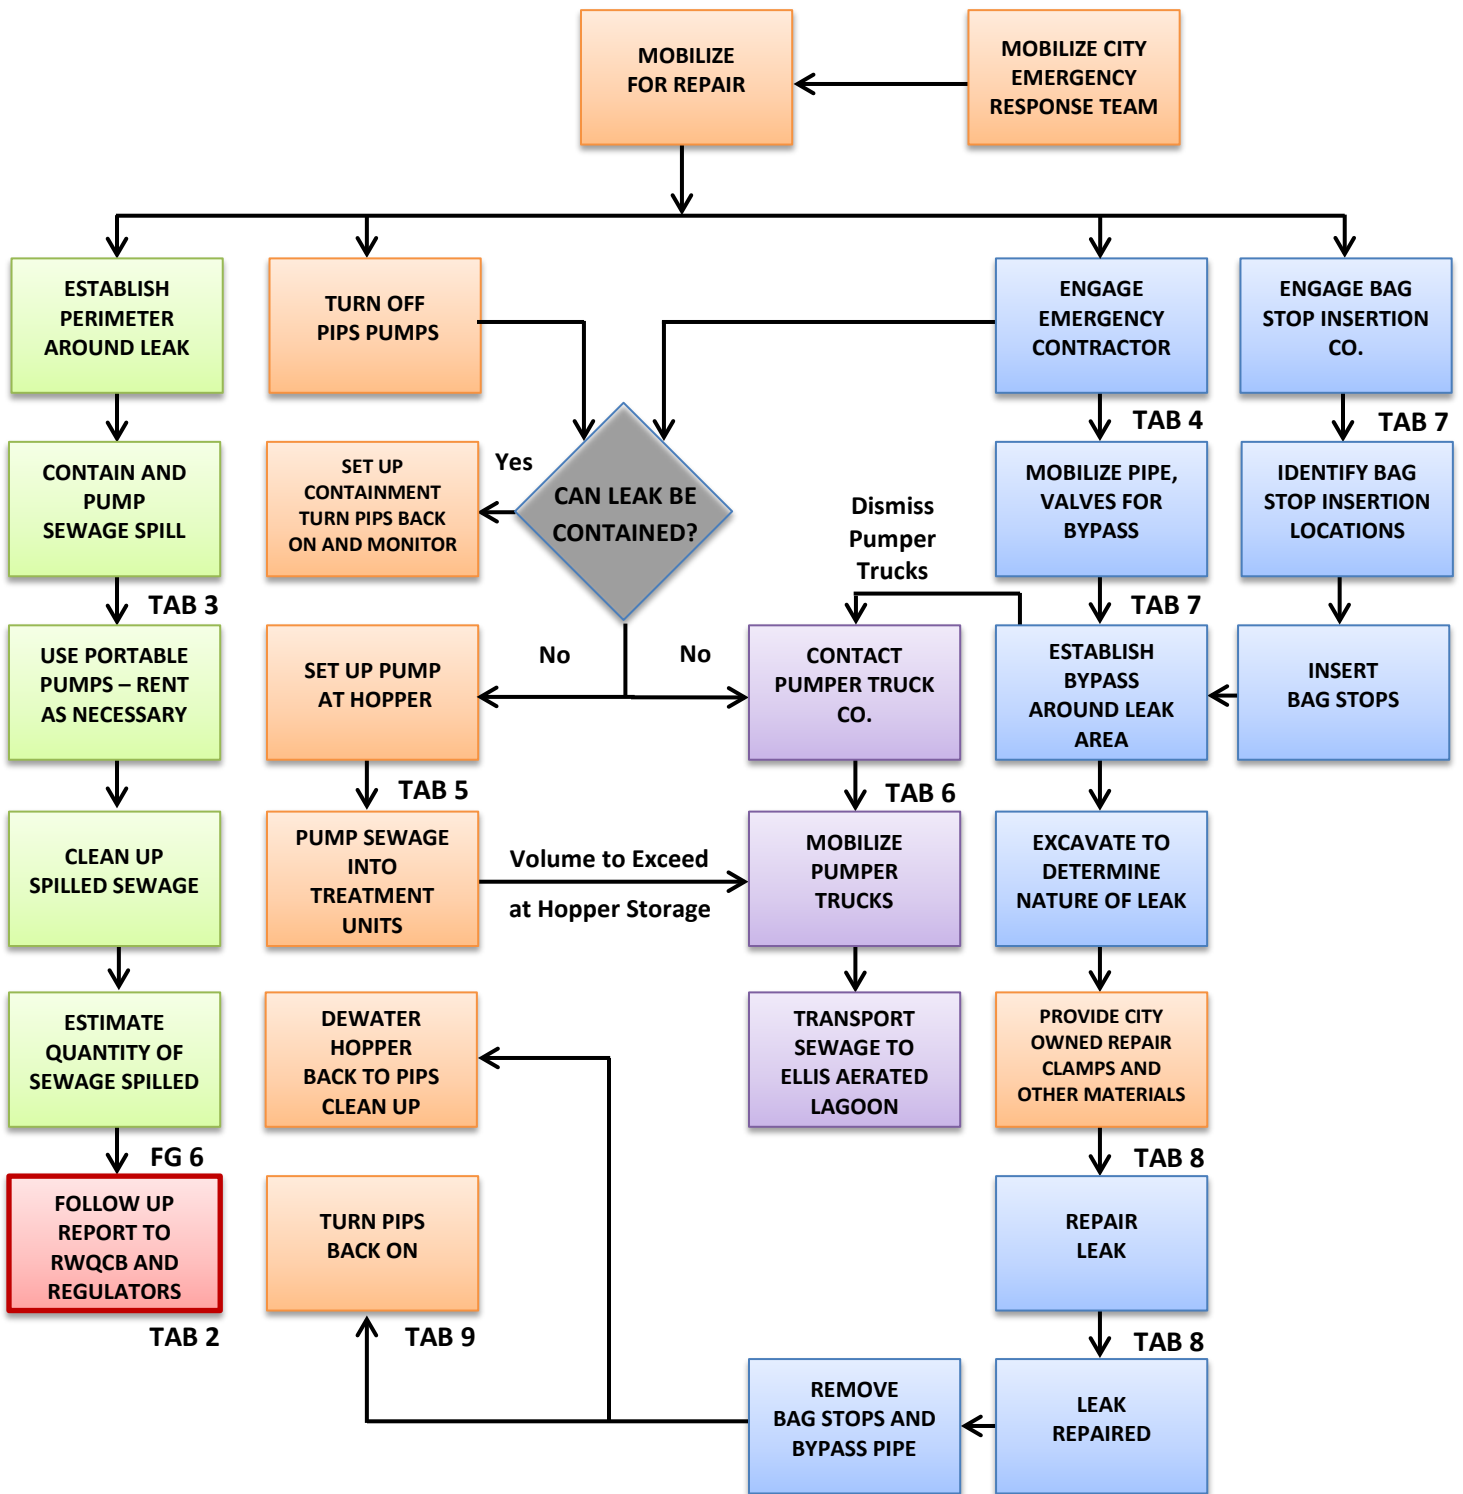 MOBILIZE
FOR REPAIR
MOBILIZE CITY
EMERGENCY
RESPONSE TEAM
ESTABLISH
PERIMETER
AROUND LEAK
TURN OFF
PIPS PUMPS
ENGAGE
EMERGENCY
CONTRACTOR
ENGAGE BAG
STOP INSERTION
CO.
TAB 4
TAB 7
CONTAIN AND
PUMP
SEWAGE SPILL
SET UP
CONTAINMENT
TURN PIPS BACK
ON AND MONITOR
Yes
CAN LEAK BE
CONTAINED?
Dismiss
Pumper
Trucks
MOBILIZE PIPE,
VALVES FOR
BYPASS
IDENTIFY BAG
STOP INSERTION
LOCATIONS
TAB 3
TAB 7
USE PORTABLE
PUMPS – RENT
AS NECESSARY
SET UP PUMP
AT HOPPER
No
No
CONTACT
PUMPER TRUCK
CO.
ESTABLISH
BYPASS
AROUND LEAK
AREA
INSERT
BAG STOPS
TAB 5
TAB 6
CLEAN UP
SPILLED SEWAGE
PUMP SEWAGE
INTO
TREATMENT
UNITS
Volume to Exceed
at Hopper Storage
MOBILIZE
PUMPER
TRUCKS
EXCAVATE TO
DETERMINE
NATURE OF LEAK
ESTIMATE
QUANTITY OF
SEWAGE SPILLED
DEWATER
HOPPER
BACK TO PIPS
CLEAN UP
TRANSPORT
SEWAGE TO
ELLIS AERATED
LAGOON
PROVIDE CITY
OWNED REPAIR
CLAMPS AND
OTHER MATERIALS
FG 6
TAB 8
FOLLOW UP
REPORT TO
RWQCB AND
REGULATORS
TURN PIPS
BACK ON
REPAIR
LEAK
TAB 2
TAB 9
TAB 8
REMOVE
BAG STOPS AND
BYPASS PIPE
LEAK
REPAIRED